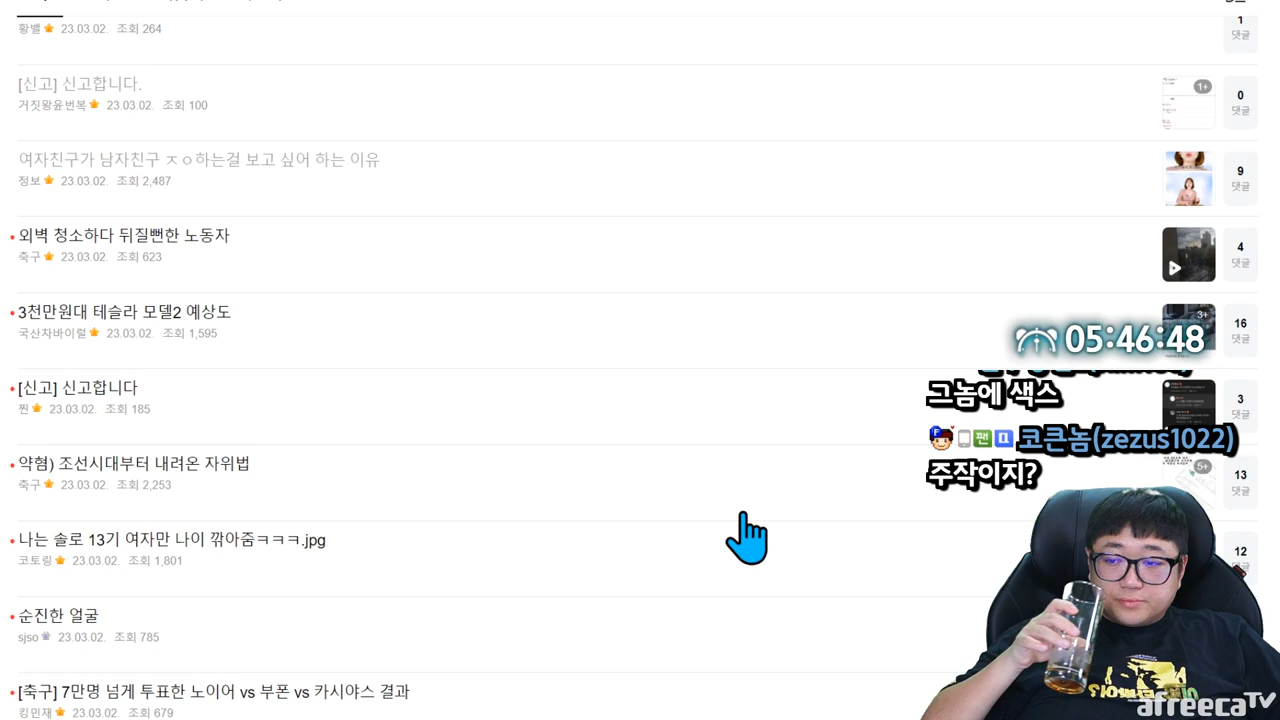 황밸 23.03.02. 조회 264
1
댓글
[신고] 신고합니다.
거짓왕윤번복 23.03.02. 조회 100
1+
0
댓글
여자친구가 남자친구 ㅈㅇ하는걸 보고 싶어 하는 이유
정보 23.03.02. 조회 2,487
9
댓글
외벽 청소하다 뒤질뻔한 노동자
축구 23.03.02. 조회 623
4
댓글
3천만원대 테슬라 모델2 예상도
국산차바이럴 23.03.02. 조회 1,595
3+
16
댓글
05:46:48
[신고] 신고합니다
찐 23.03.02. 조회 185
3
댓글
그놈에 색스
팬
코큰놈(zezus1022)
주작이지?
약혐) 조선시대부터 내려온 자위법
축구 23.03.02. 조회 2,253
5+
13
댓글
나는 솔로 13기 여자만 나이 깎아줌ㅋㅋㅋ.jpg
코토링 23.03.02. 조회 1,801
12
댓글
순진한 얼굴
sjso 23.03.02. 조회 785
[축구] 7만명 넘게 투표한 노이어 vs 부폰 vs 카시야스 결과
킹민재 23.03.02. 조회 679
afreecaTV